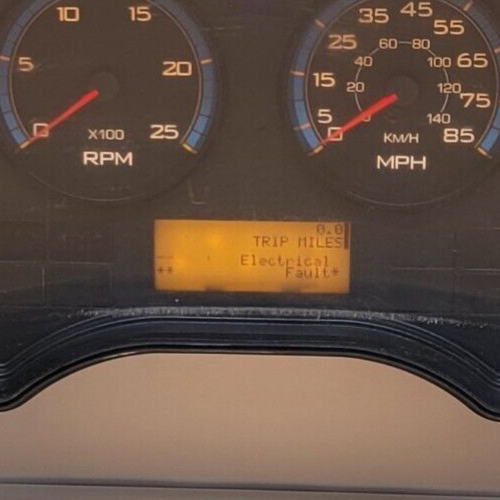 10 15
5 20
0 25
X100
RPM
35 45 55
25 65
15 75
5 85
0
60 80
40 100
20 120
140
KM/H
MPH
0.0
TRIP MILES
Electrical
** Fault*